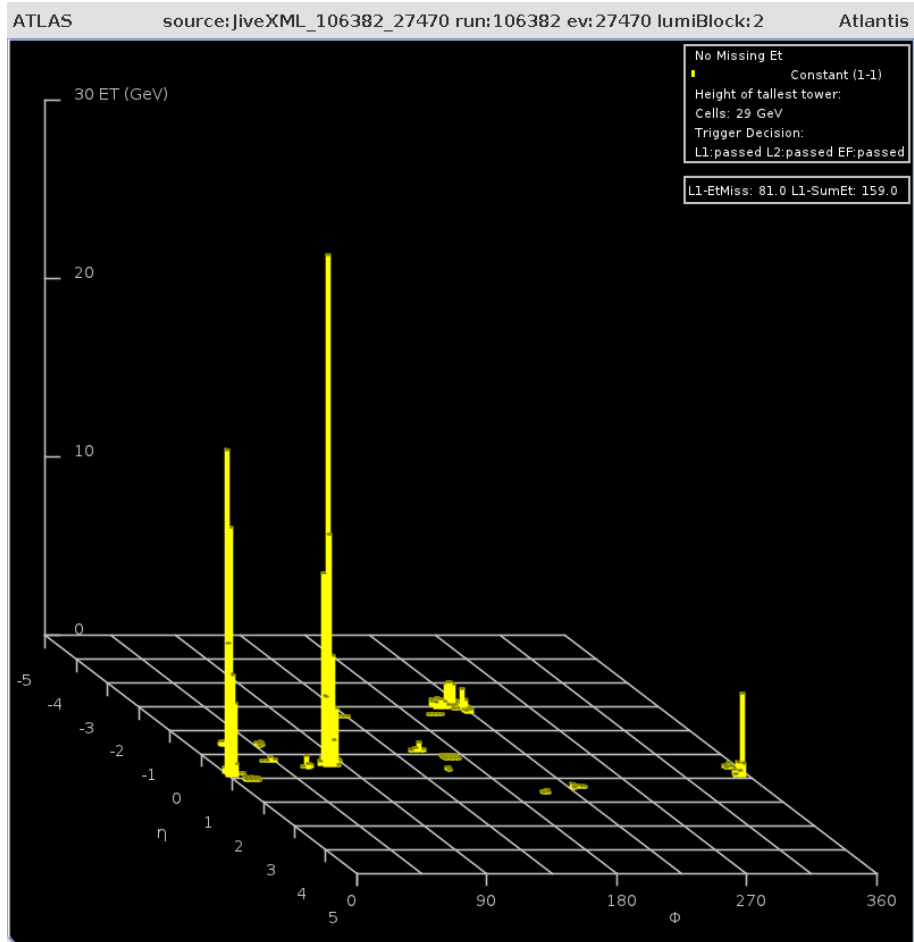 ATLAS source:JiveXML_106382_27470 run:106382 ev:27470 lumiBlock:2 Atlantis
No Missing Et
Constant (1-1)
Height of tallest tower:
Cells: 29 GeV
Trigger Decision:
L1:passed L2:passed EF:passed
L1-EtMiss: 81.0 L1-SumEt: 159.0
30 ET (GeV)
20
10
0
-5
-4
-3
-2
-1
0
1
2
3
4
5
η
0
90
180
270
360
Φ